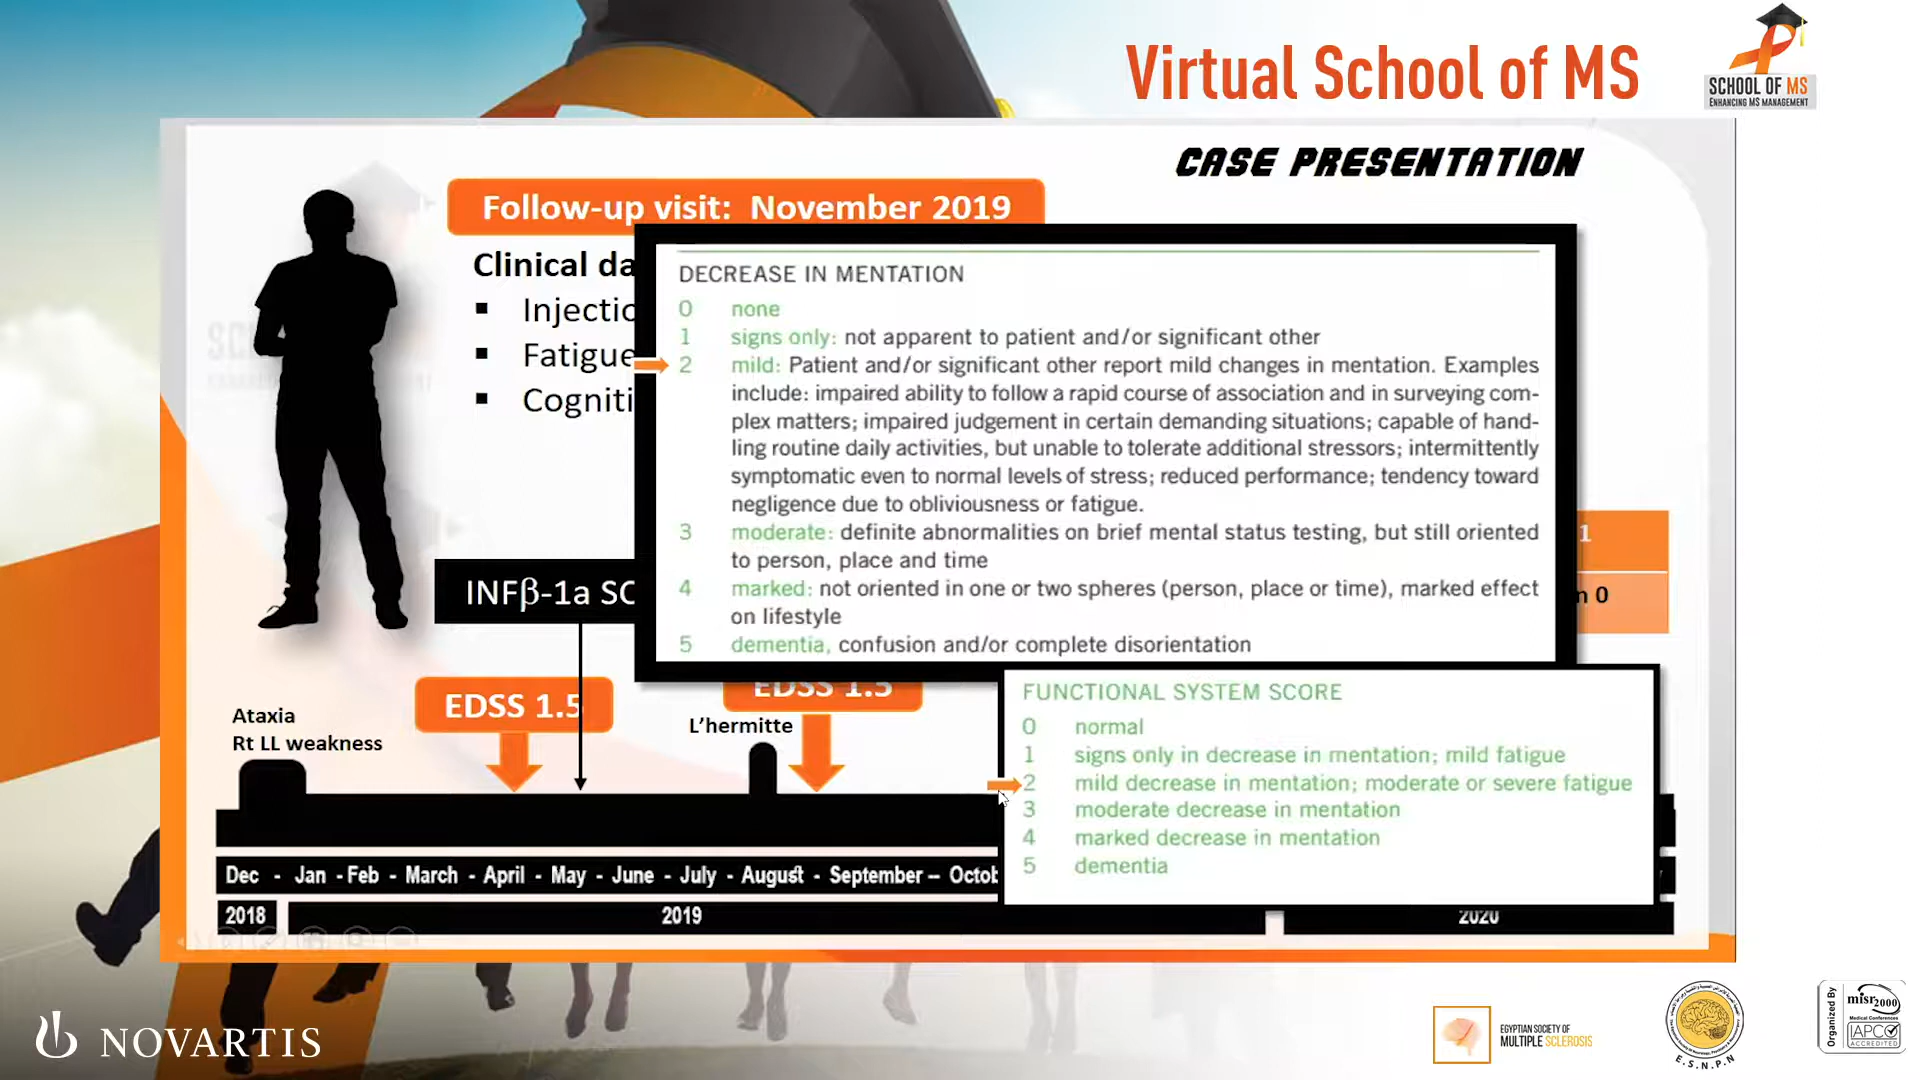 Virtual School of MS
SCHOOL OF MS
ENHANCING MS MANAGEMENT
CASE PRESENTATION
Follow-up visit: November 2019
Clinical da
▪ Injectio
▪ Fatigue
▪ Cogniti
DECREASE IN MENTATION
0 none
1 signs only: not apparent to patient and/or significant other
2 mild: Patient and/or significant other report mild changes in mentation. Examples
include: impaired ability to follow a rapid course of association and in surveying com-
plex matters; impaired judgement in certain demanding situations; capable of hand-
ling routine daily activities, but unable to tolerate additional stressors; intermittently
symptomatic even to normal levels of stress; reduced performance; tendency toward
negligence due to obliviousness or fatigue.
3 moderate: definite abnormalities on brief mental status testing, but still oriented
to person, place and time
4 marked: not oriented in one or two spheres (person, place or time), marked effect
on lifestyle
5 dementia, confusion and/or complete disorientation
1
n 0
INFβ-1a SC
FUNCTIONAL SYSTEM SCORE
0 normal
1 signs only in decrease in mentation; mild fatigue
2 mild decrease in mentation; moderate or severe fatigue
3 moderate decrease in mentation
4 marked decrease in mentation
5 dementia
EDSS 1.5
EDSS 1.5
Ataxia
Rt LL weakness
L'hermitte
Dec - Jan - Feb - March - April - May - June - July - August - September – Octob
2018
2019
2020
NOVARTIS
EGYPTIAN SOCIETY OF
MULTIPLE SCLEROSIS
E.S.N.P.N
Organized By
misr2000
Medical Conferences
IAPCO
ACCREDITED